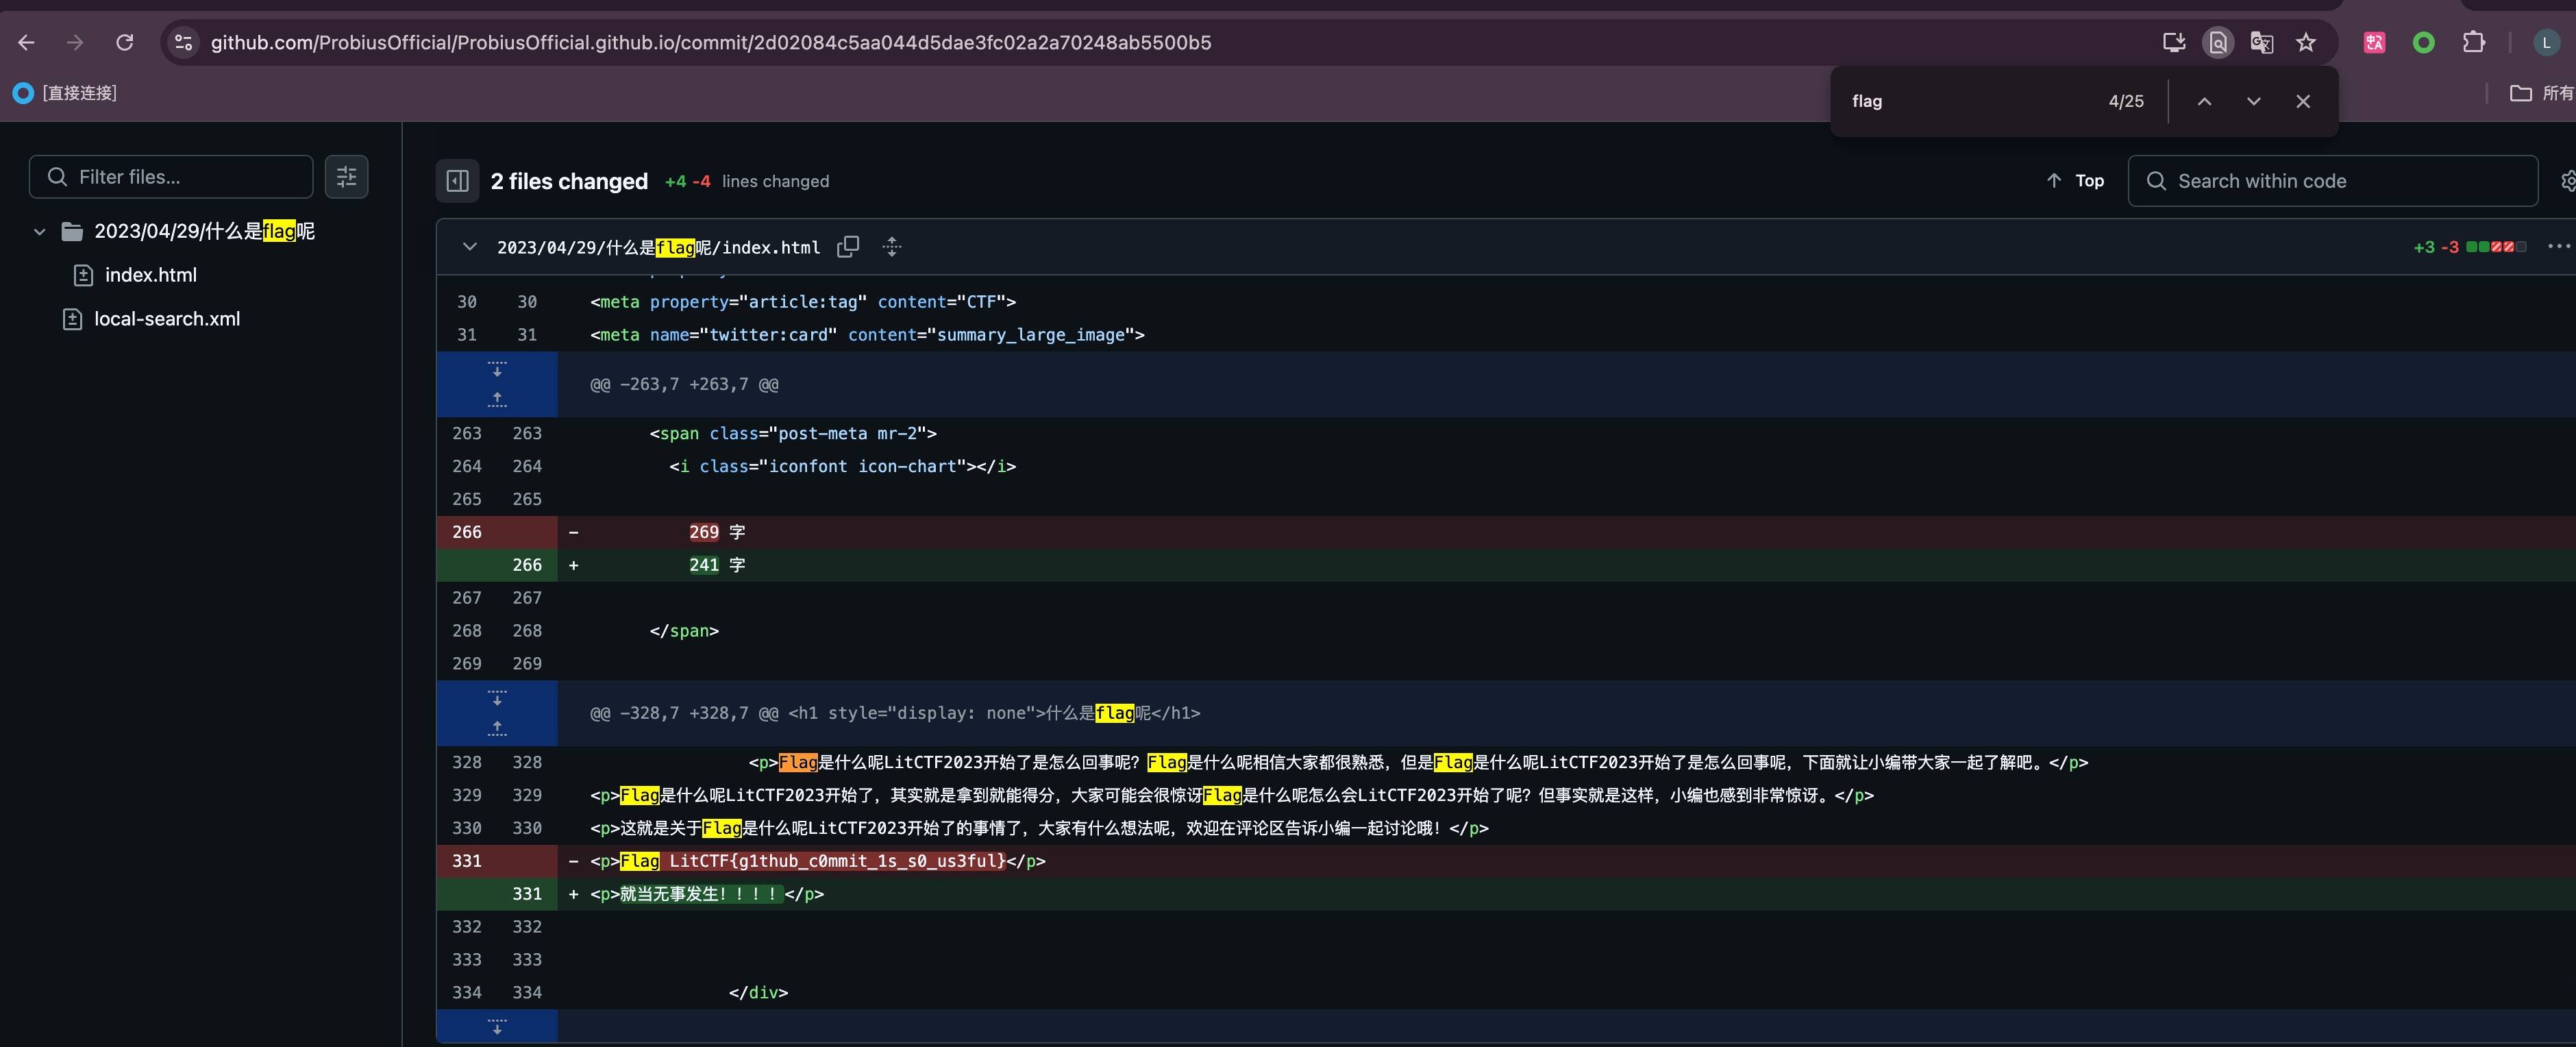 github.com/ProbiusOfficial/ProbiusOfficial.github.io/commit/2d02084c5aa044d5dae3fc02a2a70248ab5500b5
L
[直接连接]
flag 4/25
所有
Filter files...
2 files changed +4 -4 lines changed
Top
Search within code
2023/04/29/什么是flag呢
index.html
local-search.xml
2023/04/29/什么是flag呢/index.html +3 -3
30 30 <meta property="article:tag" content="CTF">
31 31 <meta name="twitter:card" content="summary_large_image">
@@ -263,7 +263,7 @@
263 263 <span class="post-meta mr-2">
264 264 <i class="iconfont icon-chart"></i>
265 265
266 - 269 字
266 + 241 字
267 267
268 268 </span>
269 269
@@ -328,7 +328,7 @@ <h1 style="display: none">什么是flag呢</h1>
328 328 <p>Flag是什么呢LitCTF2023开始了是怎么回事呢？Flag是什么呢相信大家都很熟悉，但是Flag是什么呢LitCTF2023开始了是怎么回事呢，下面就让小编带大家一起了解吧。</p>
329 329 <p>Flag是什么呢LitCTF2023开始了，其实就是拿到就能得分，大家可能会很惊讶Flag是什么呢怎么会LitCTF2023开始了呢？但事实就是这样，小编也感到非常惊讶。</p>
330 330 <p>这就是关于Flag是什么呢LitCTF2023开始了的事情了，大家有什么想法呢，欢迎在评论区告诉小编一起讨论哦！</p>
331 - <p>Flag LitCTF{g1thub_c0mmit_1s_s0_us3ful}</p>
331 + <p>就当无事发生！！！！</p>
332 332
333 333
334 334 </div>